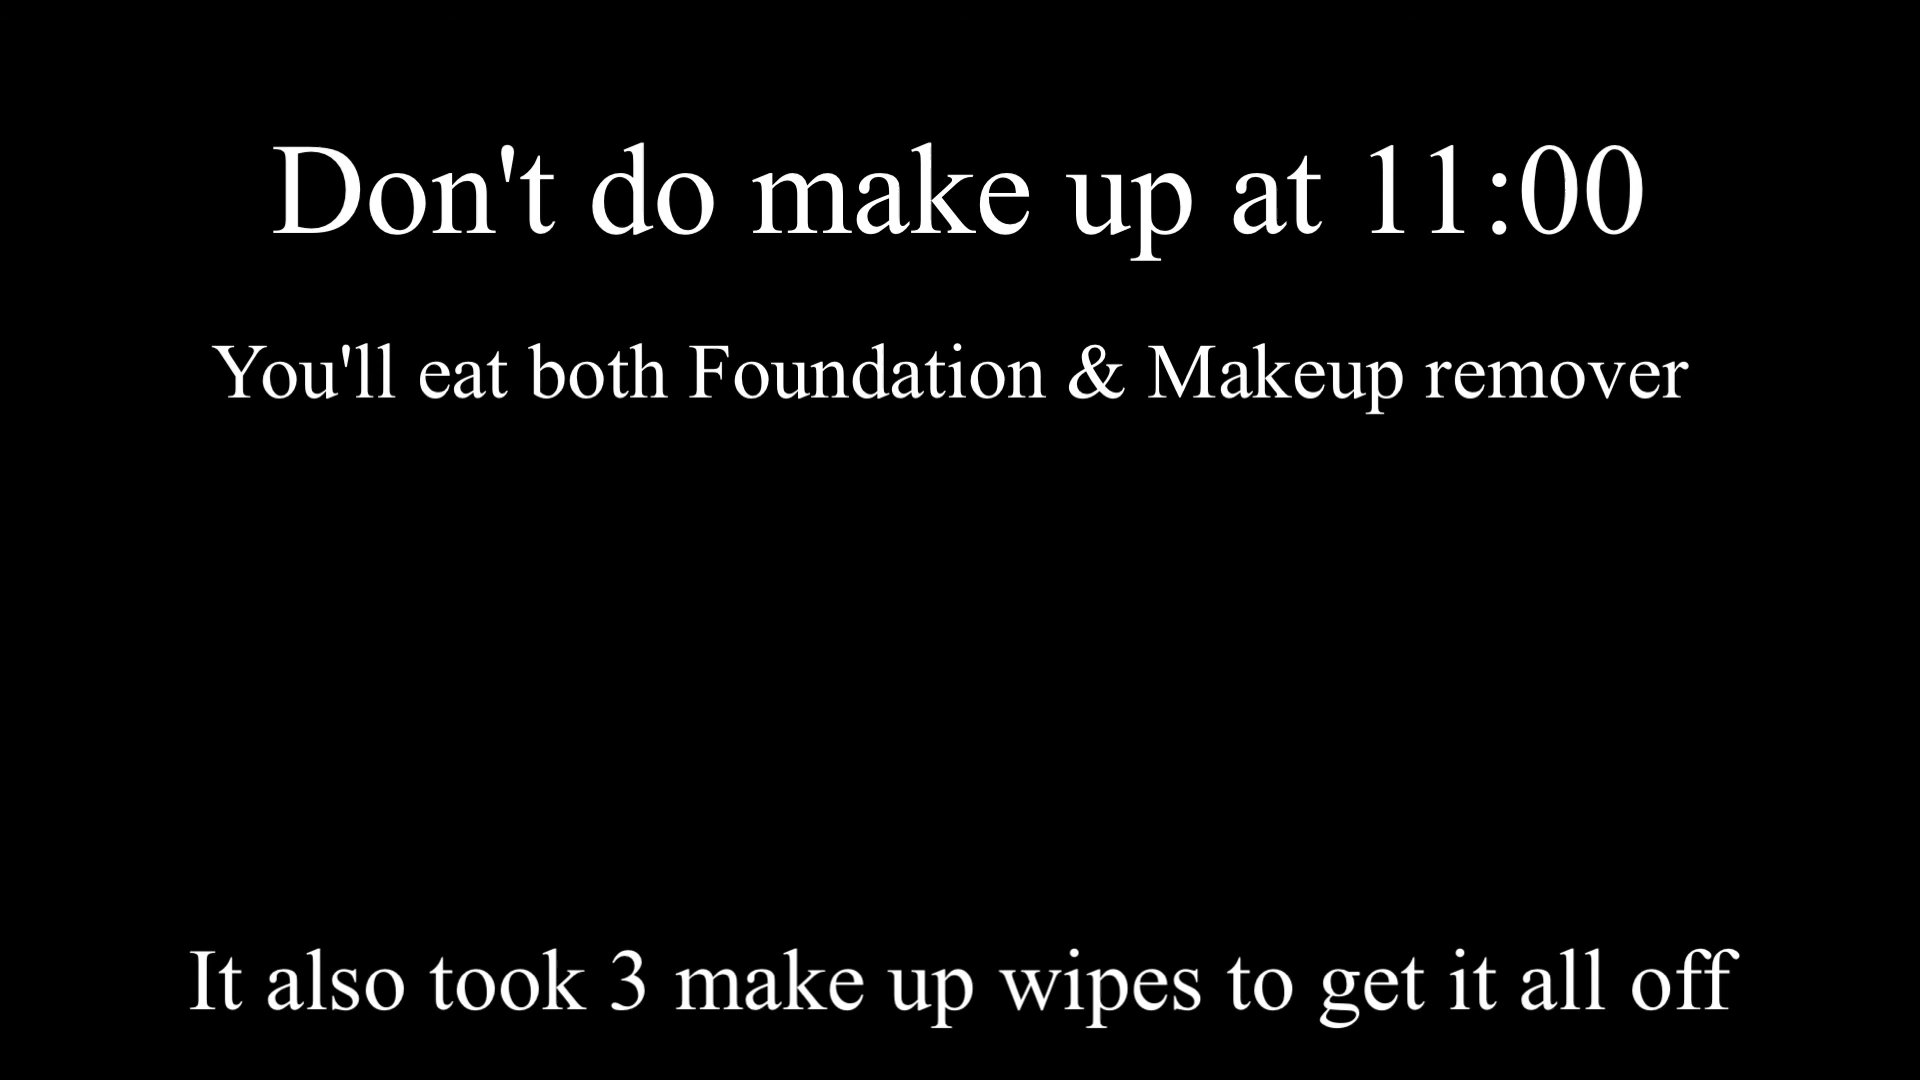 Don't do make up at 11:00
You'll eat both Foundation & Makeup remover
It also took 3 make up wipes to get it all off